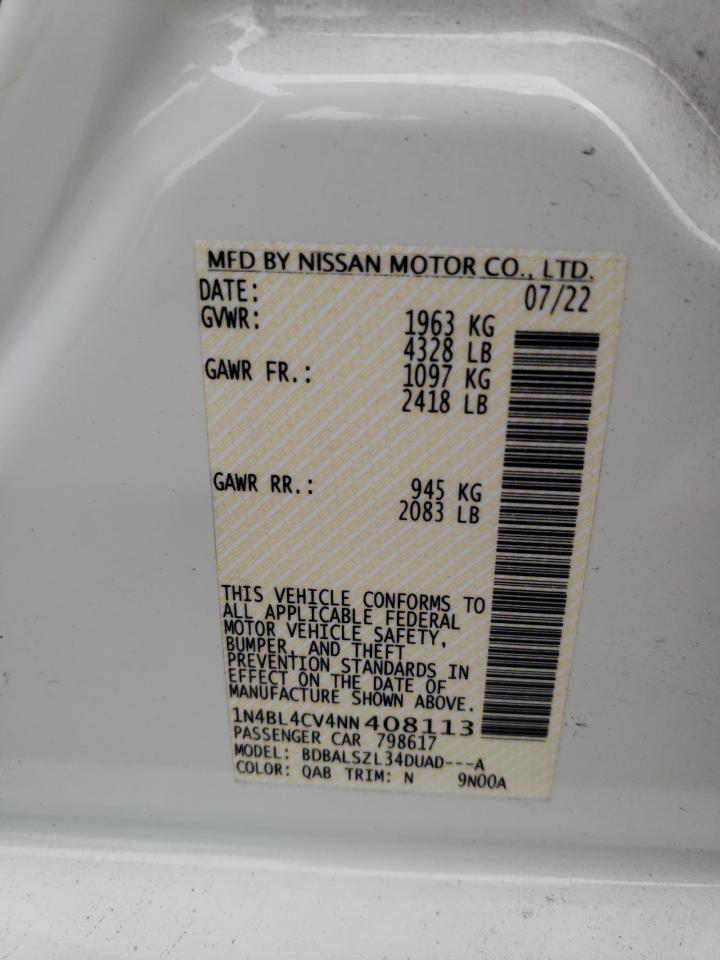 MFD BY NISSAN MOTOR CO., LTD.
DATE: 07/22
GVWR: 1963 KG
4328 LB
GAWR FR.: 1097 KG
2418 LB
GAWR RR.: 945 KG
2083 LB
THIS VEHICLE CONFORMS TO
ALL APPLICABLE FEDERAL
MOTOR VEHICLE SAFETY,
BUMPER, AND THEFT
PREVENTION STANDARDS IN
EFFECT ON THE DATE OF
MANUFACTURE SHOWN ABOVE.
1N4BL4CV4NN408113
PASSENGER CAR 798617
MODEL: BDBALSZL34DUAD---A
COLOR: QAB TRIM: N 9N00A